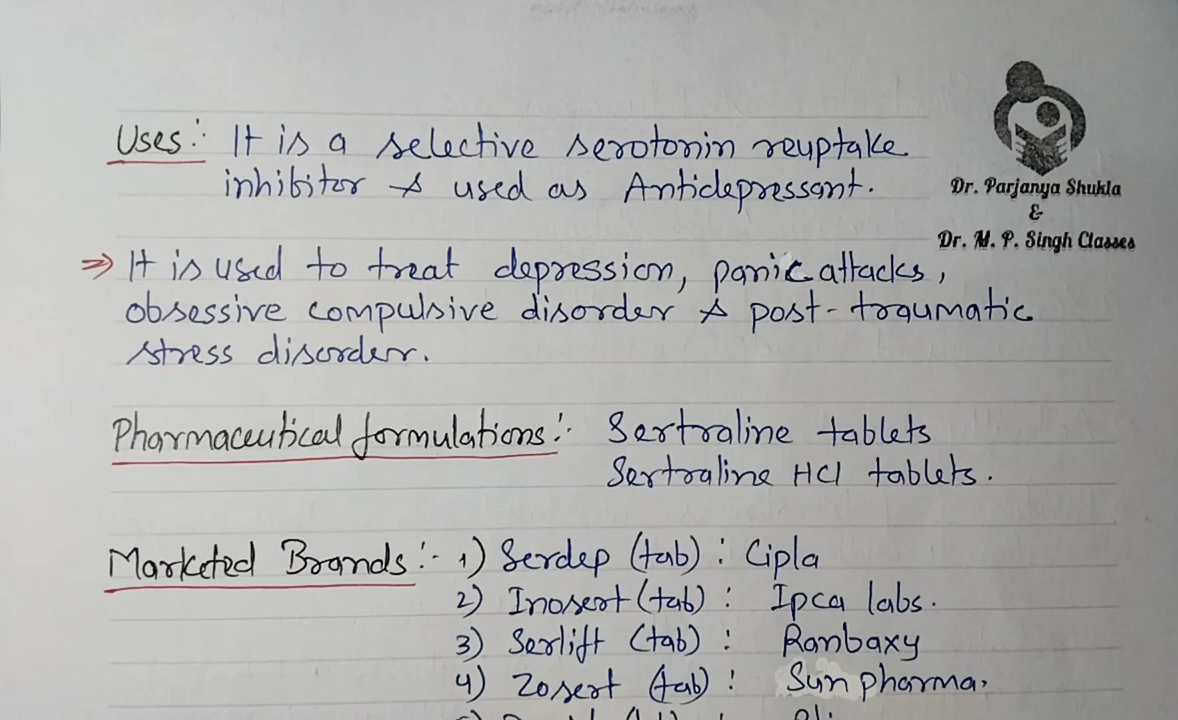 Uses:- It is a selective serotonin reuptake
inhibitor & used as Antidepressant.
Dr. Parjanya Shukla
&
Dr. M. P. Singh Classes
⇒ It is used to treat depression, panic attacks,
obsessive compulsive disorder & post-traumatic
stress disorder.
Pharmaceutical formulations:- Sertraline tablets
Sertraline HCl tablets.
Marketed Brands:- 1) Serdep (tab) : Cipla
2) Inosert (tab) : Ipca labs.
3) Serlift (tab) : Ranbaxy
4) Zosert (tab) : Sun pharma.